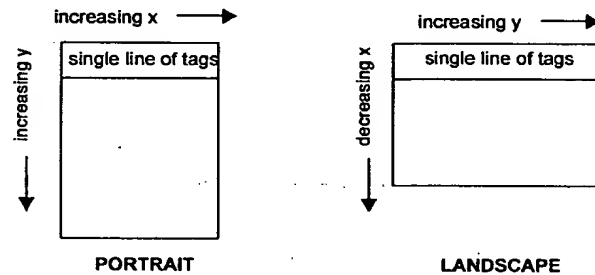 increasing x
increasing y
single line of tags
PORTRAIT
increasing y
decreasing x
single line of tags
LANDSCAPE